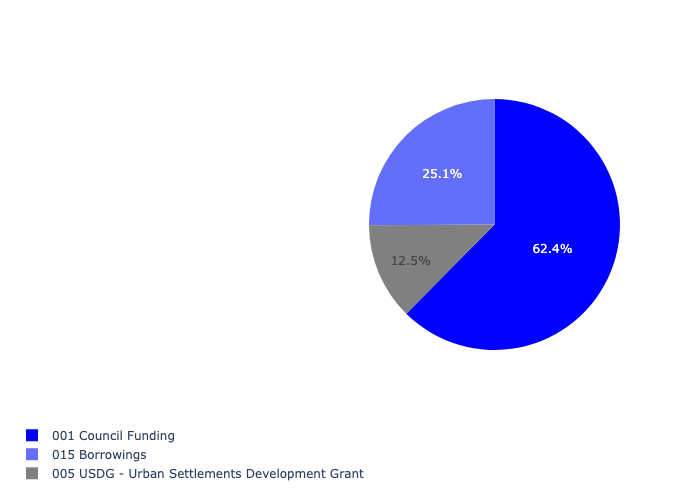 25.1%
62.4%
12.5%
001 Council Funding
015 Borrowings
005 USDG - Urban Settlements Development Grant